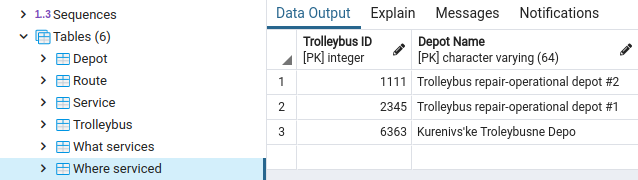 1..3 Sequences
Tables (6)
Depot
Route
Service
Trolleybus
What services
Where serviced
Data Output Explain Messages Notifications
Trolleybus ID Depot Name
[PK] integer [PK] character varying (64)
1 1111 Trolleybus repair-operational depot #2
2 2345 Trolleybus repair-operational depot #1
3 6363 Kurenivs'ke Troleybusne Depo